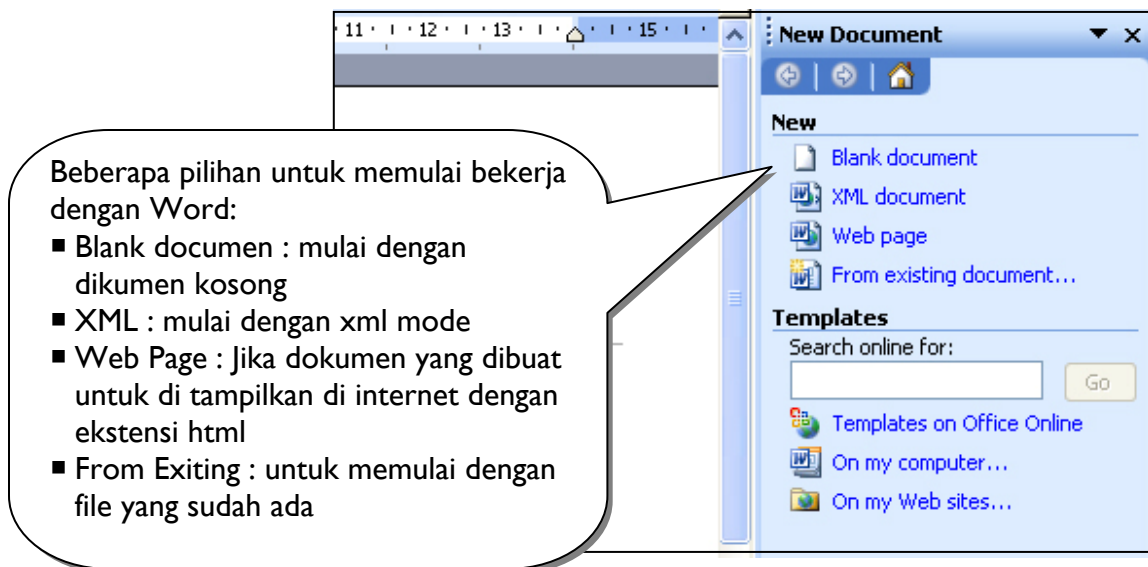 11 12 13 15
New Document
New
Blank document
XML document
Web page
From existing document...
Templates
Search online for:
Go
Templates on Office Online
On my computer...
On my Web sites...
Beberapa pilihan untuk memulai bekerja
dengan Word:
■ Blank documen : mulai dengan
dikumen kosong
■ XML : mulai dengan xml mode
■ Web Page : Jika dokumen yang dibuat
untuk di tampilkan di internet dengan
ekstensi html
■ From Exiting : untuk memulai dengan
file yang sudah ada